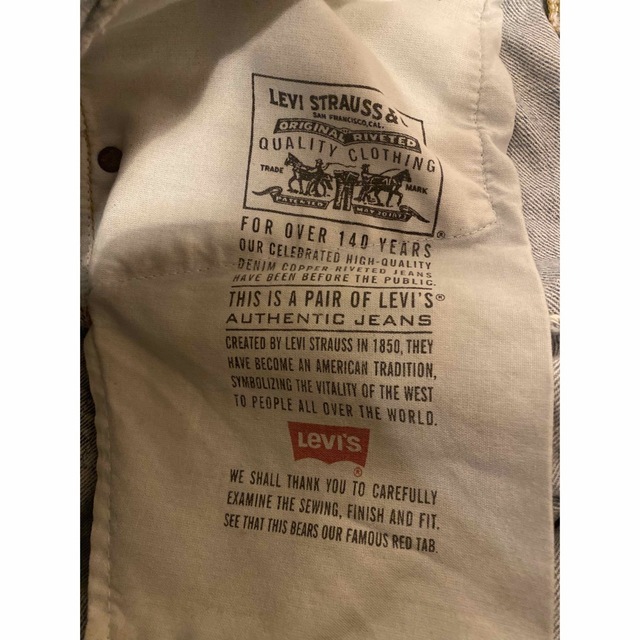 LEVI STRAUSS &
SAN FRANCISCO, CAL.
ORIGINAL RIVETED
QUALITY CLOTHING
TRADE MARK
PATENTED MAY 20 1873
®
FOR OVER 140 YEARS
OUR CELEBRATED HIGH-QUALITY
DENIM COPPER RIVETED JEANS
HAVE BEEN BEFORE THE PUBLIC.
THIS IS A PAIR OF LEVI'S®
AUTHENTIC JEANS
CREATED BY LEVI STRAUSS IN 1850, THEY
HAVE BECOME AN AMERICAN TRADITION,
SYMBOLIZING THE VITALITY OF THE WEST
TO PEOPLE ALL OVER THE WORLD.
LEVI'S
®
WE SHALL THANK YOU TO CAREFULLY
EXAMINE THE SEWING, FINISH AND FIT.
SEE THAT THIS BEARS OUR FAMOUS RED TAB.